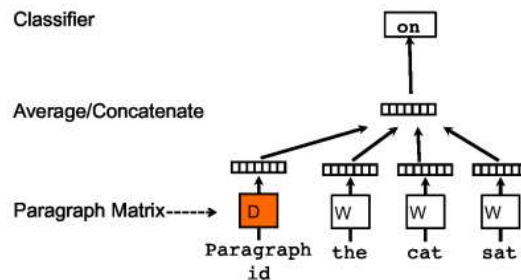 Classifier
on
Average/Concatenate
Paragraph Matrix----->
D
W
W
W
Paragraph
id
the
cat
sat